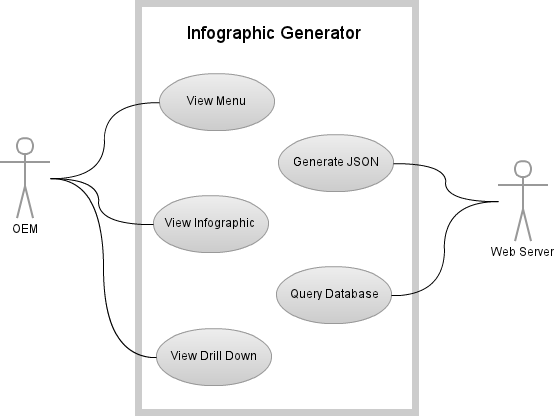 Infographic Generator
View Menu
Generate JSON
OEM
View Infographic
Web Server
Query Database
View Drill Down